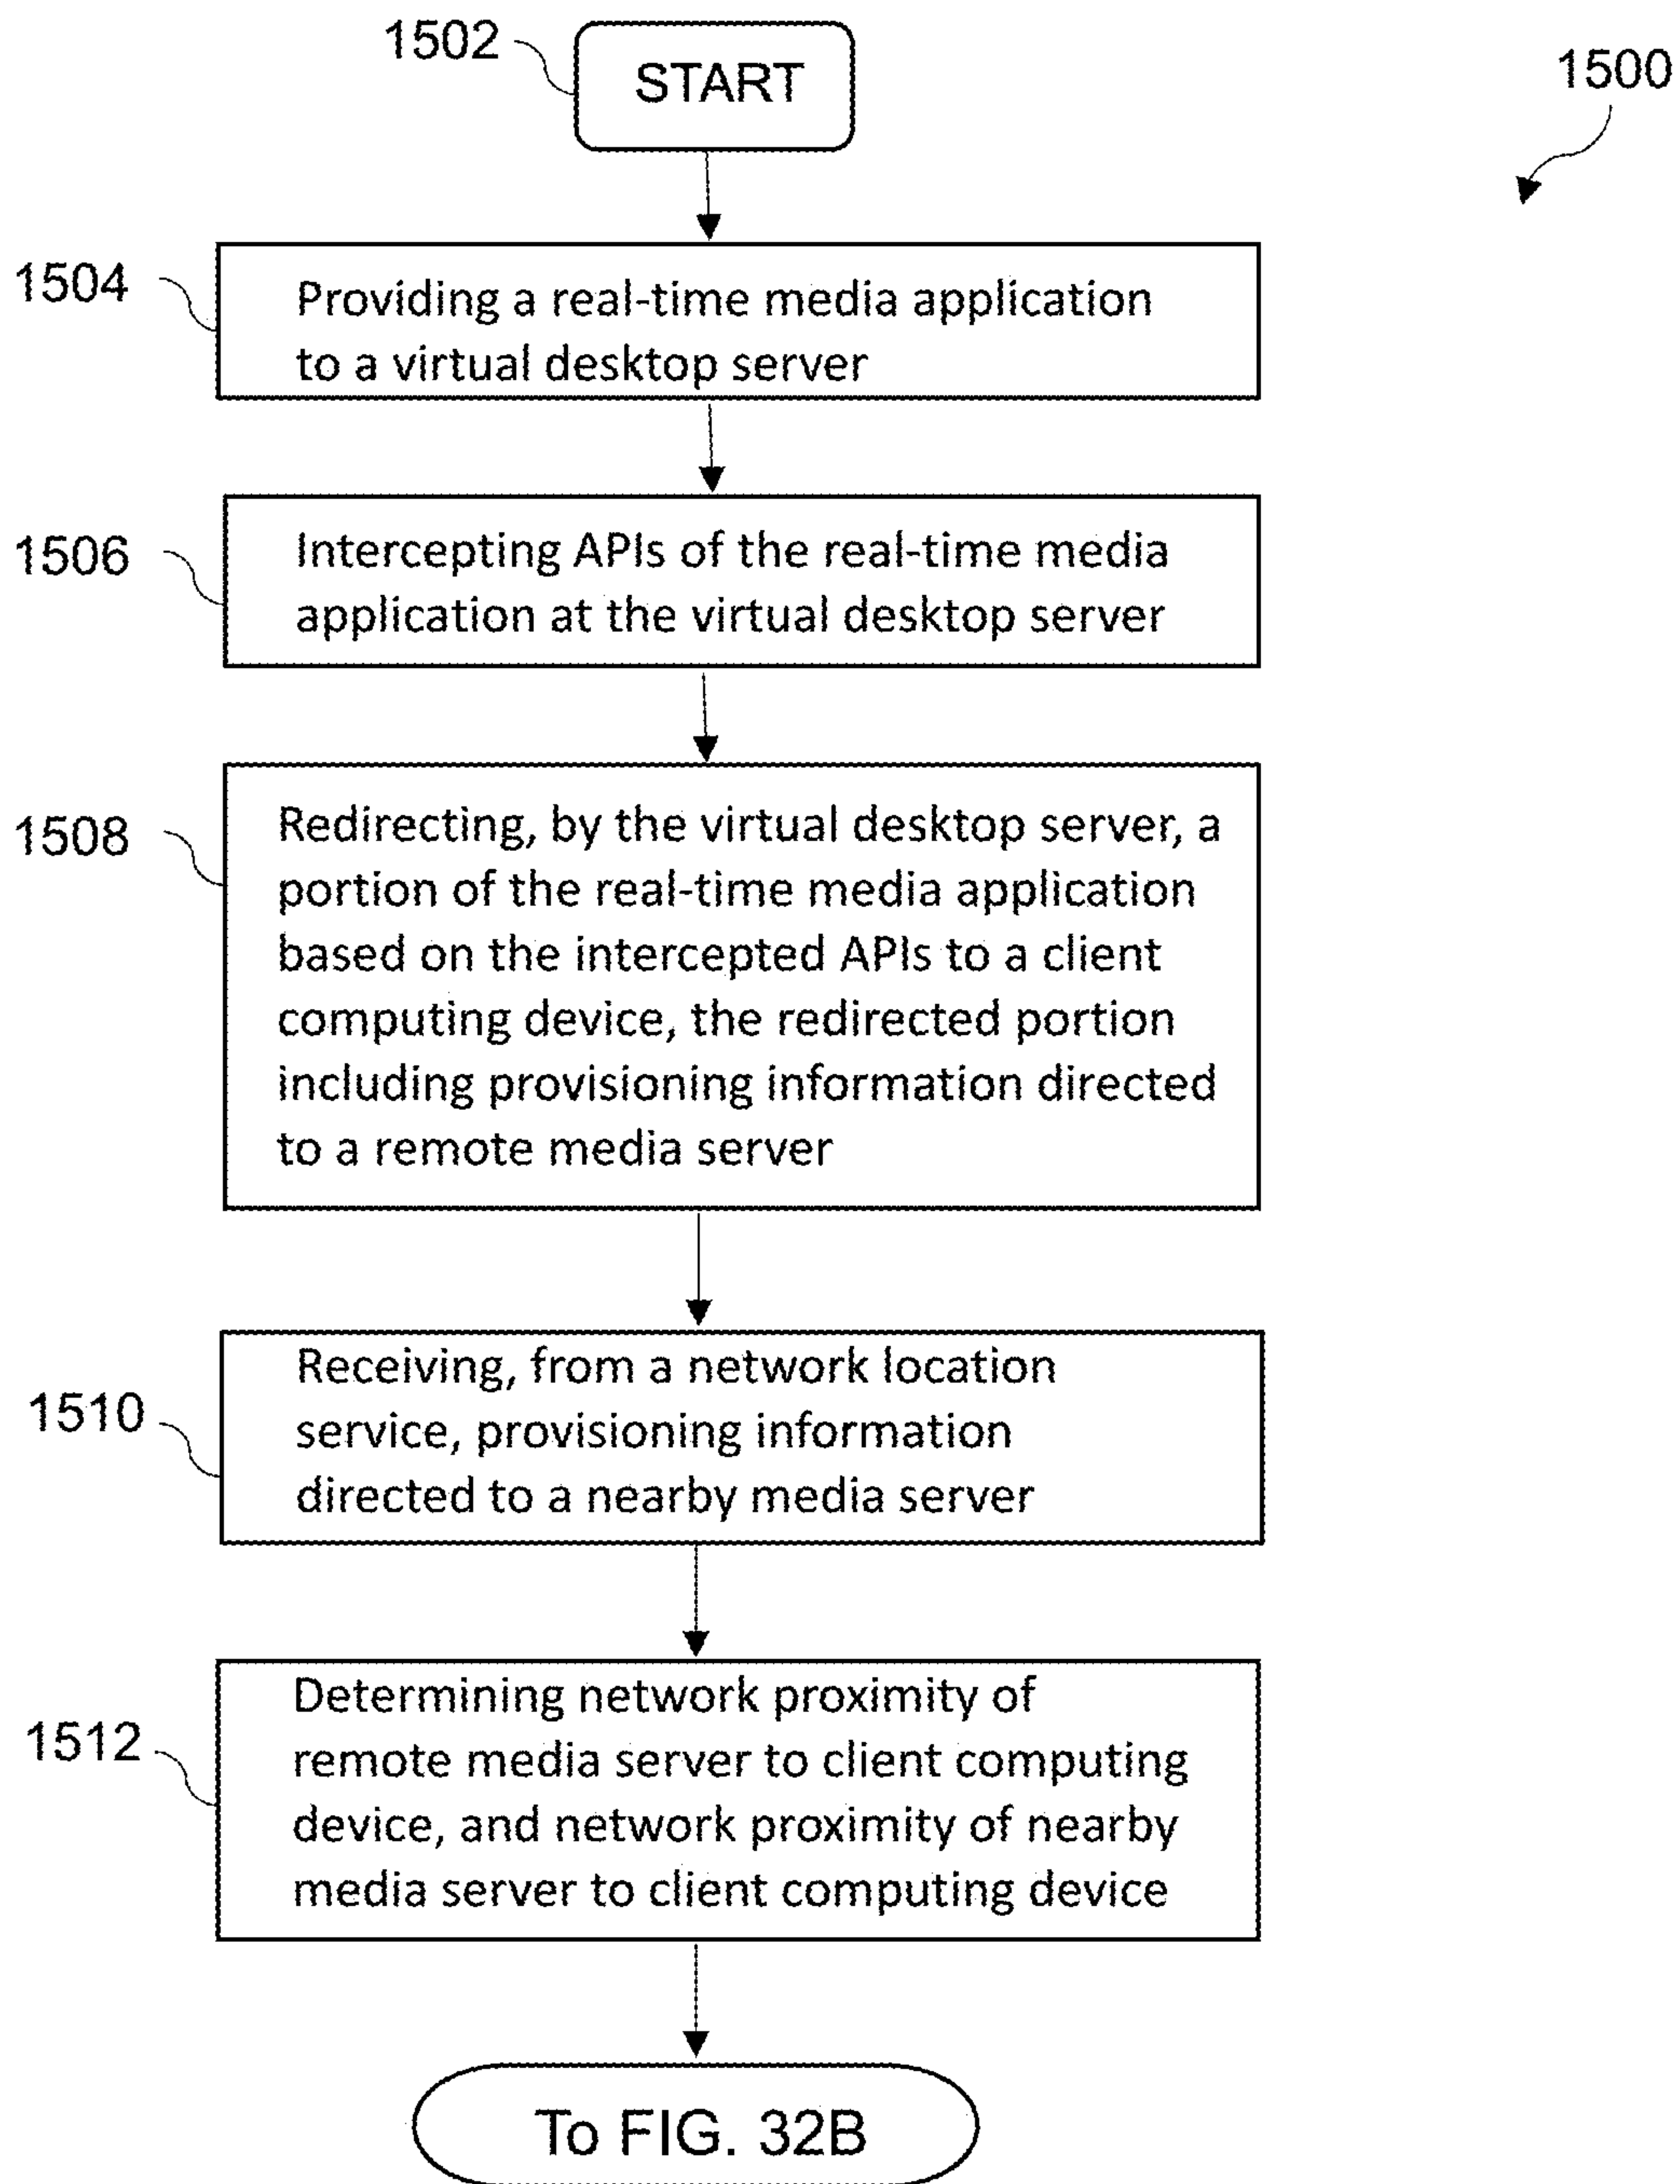 1502
START
1500
1504
Providing a real-time media application
to a virtual desktop server
1506
Intercepting APIs of the real-time media
application at the virtual desktop server
1508
Redirecting, by the virtual desktop server, a
portion of the real-time media application
based on the intercepted APIs to a client
computing device, the redirected portion
including provisioning information directed
to a remote media server
1510
Receiving, from a network location
service, provisioning information
directed to a nearby media server
1512
Determining network proximity of
remote media server to client computing
device, and network proximity of nearby
media server to client computing device
To FIG. 32B